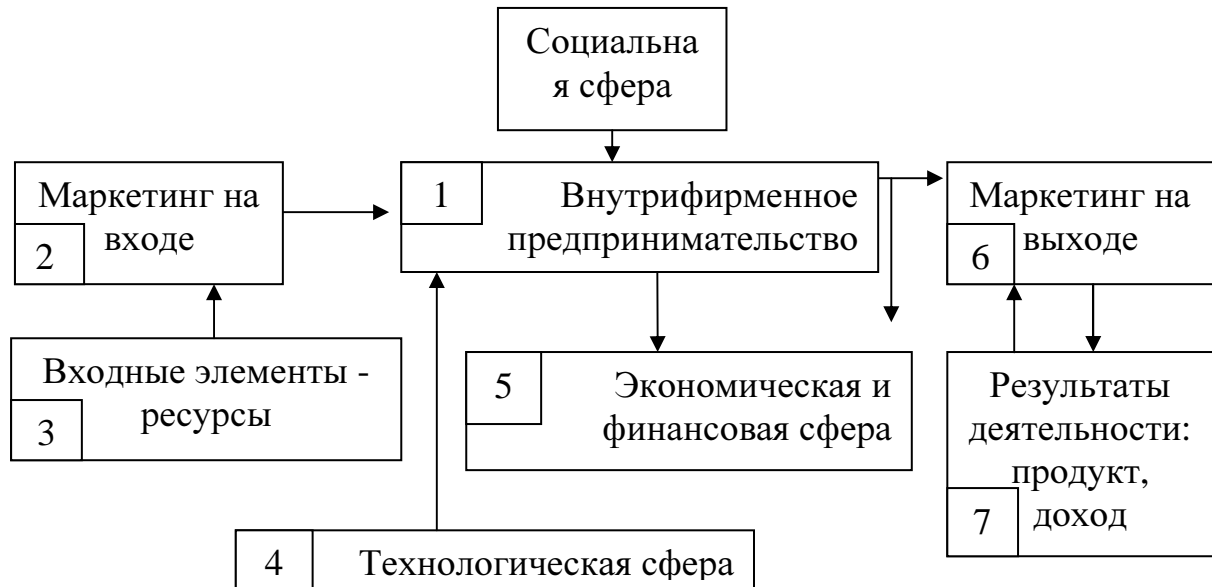 Социальна
я сфера
Маркетинг на
входе
2
1
Внутрифирменное
предпринимательство
Маркетинг на
выходе
6
Входные элементы -
ресурсы
3
5
Экономическая и
финансовая сфера
Результаты
деятельности:
продукт,
доход
7
4
Технологическая сфера